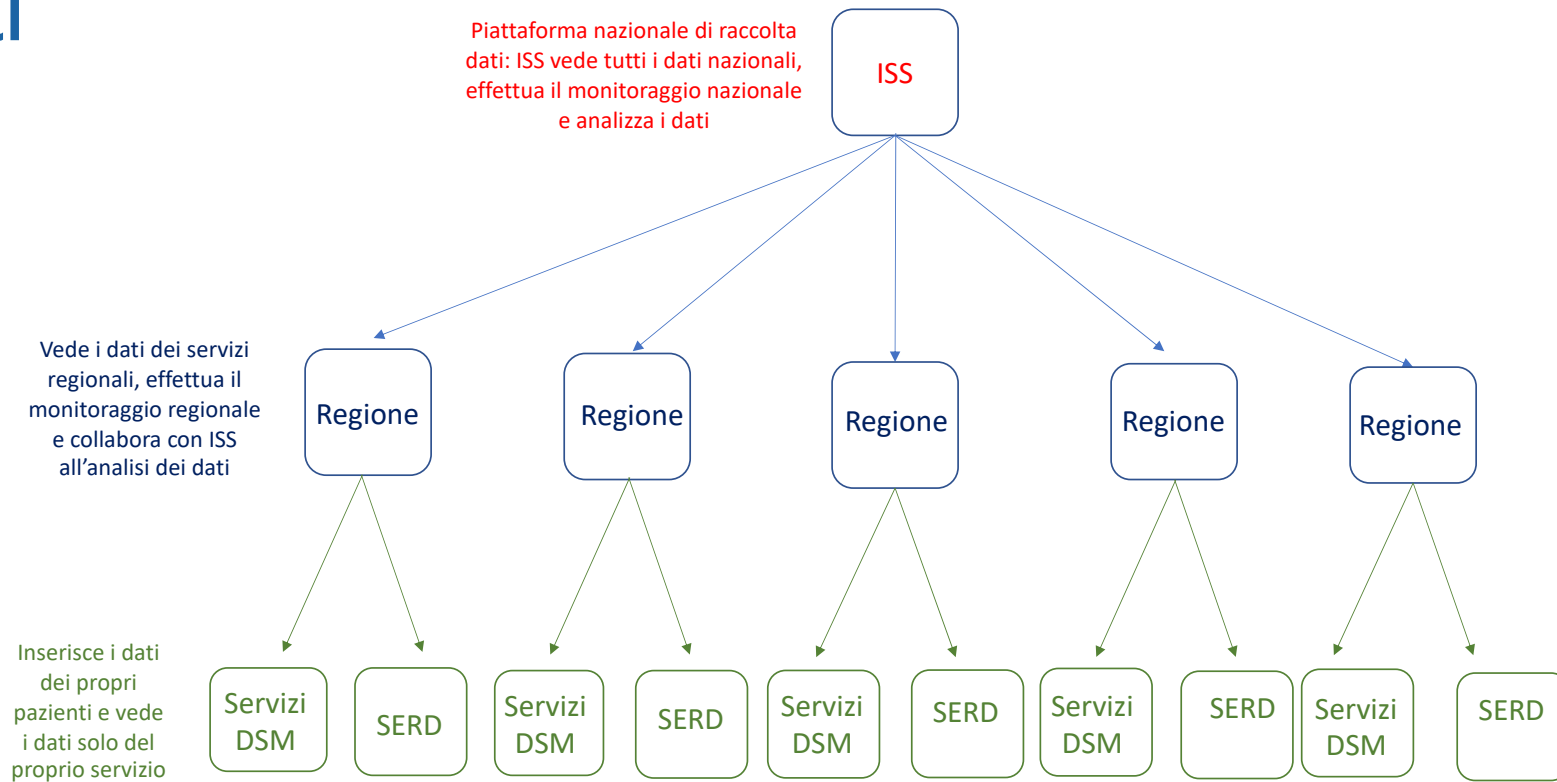 Piattaforma nazionale di raccolta
dati: ISS vede tutti i dati nazionali,
effettua il monitoraggio nazionale
e analizza i dati
ISS
Vede i dati dei servizi
regionali, effettua il
monitoraggio regionale
e collabora con ISS
all’analisi dei dati
Regione
Regione
Regione
Regione
Regione
Inserisce i dati
dei propri
pazienti e vede
i dati solo del
proprio servizio
Servizi
DSM
SERD
Servizi
DSM
SERD
Servizi
DSM
SERD
Servizi
DSM
SERD
Servizi
DSM
SERD